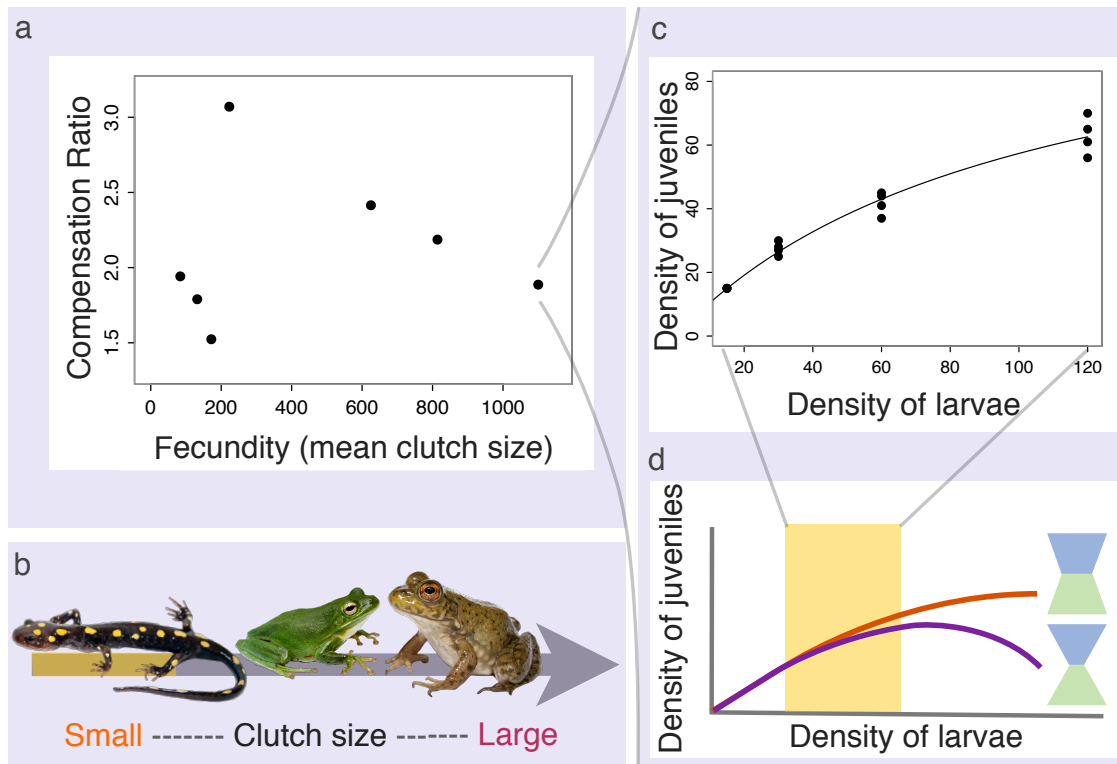 a
Compensation Ratio
3.0
2.5
2.0
1.5
0 200 400 600 800 1000
Fecundity (mean clutch size)
b
Small ------- Clutch size ------ Large
c
Density of juveniles
80
60
40
20
0
20 40 60 80 100 120
Density of larvae
d
Density of juveniles
Density of larvae